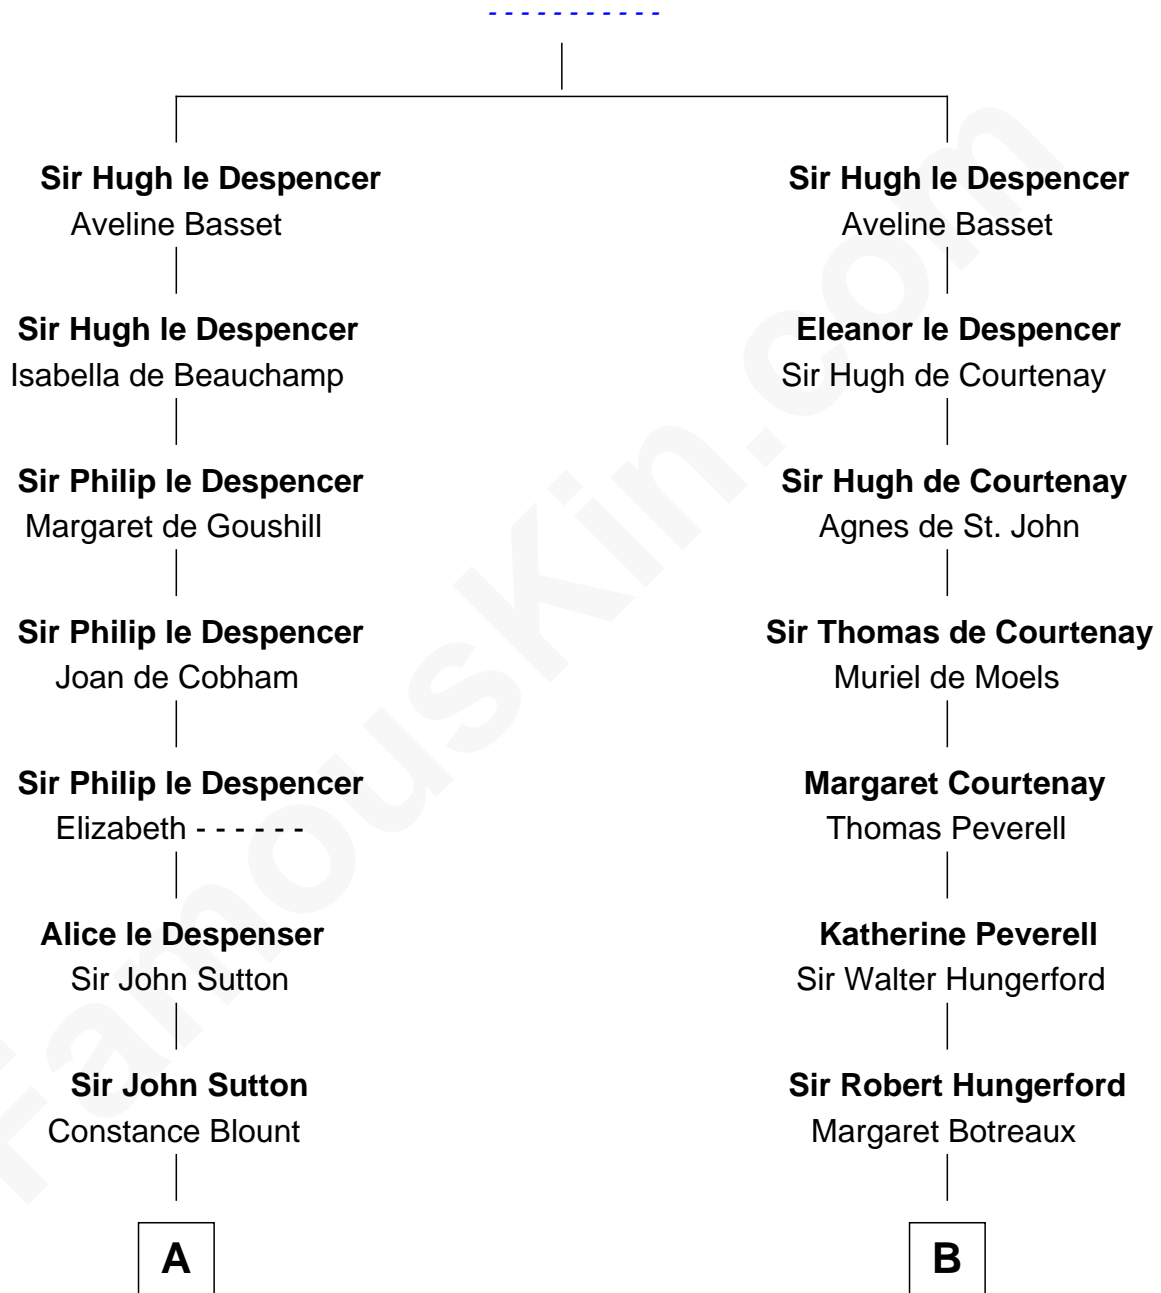 - - - - - - - - - - -
Sir Hugh le Despencer
Aveline Basset
Sir Hugh le Despencer
Isabella de Beauchamp
Sir Philip le Despencer
Margaret de Goushill
Sir Philip le Despencer
Joan de Cobham
Sir Philip le Despencer
Elizabeth - - - - - -
Alice le Despenser
Sir John Sutton
Sir John Sutton
Constance Blount
A
Sir Hugh le Despencer
Aveline Basset
Eleanor le Despencer
Sir Hugh de Courtenay
Sir Hugh de Courtenay
Agnes de St. John
Sir Thomas de Courtenay
Muriel de Moels
Margaret Courtenay
Thomas Peverell
Katherine Peverell
Sir Walter Hungerford
Sir Robert Hungerford
Margaret Botreaux
B
FamousKin.com